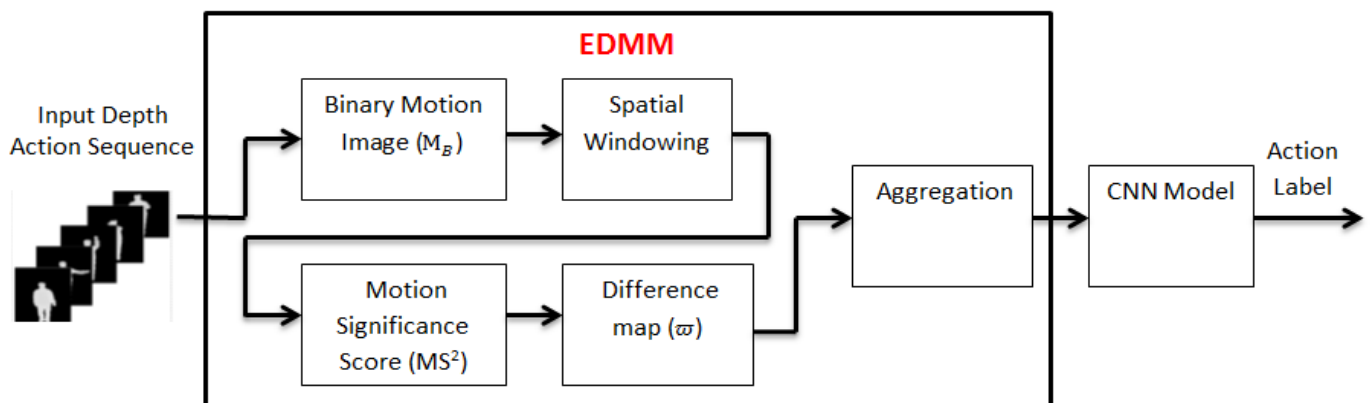 EDMM
Input Depth
Action Sequence
Binary Motion
Image (M_B)
Spatial
Windowing
Motion
Significance
Score (MS²)
Difference
map (ϖ)
Aggregation
CNN Model
Action
Label